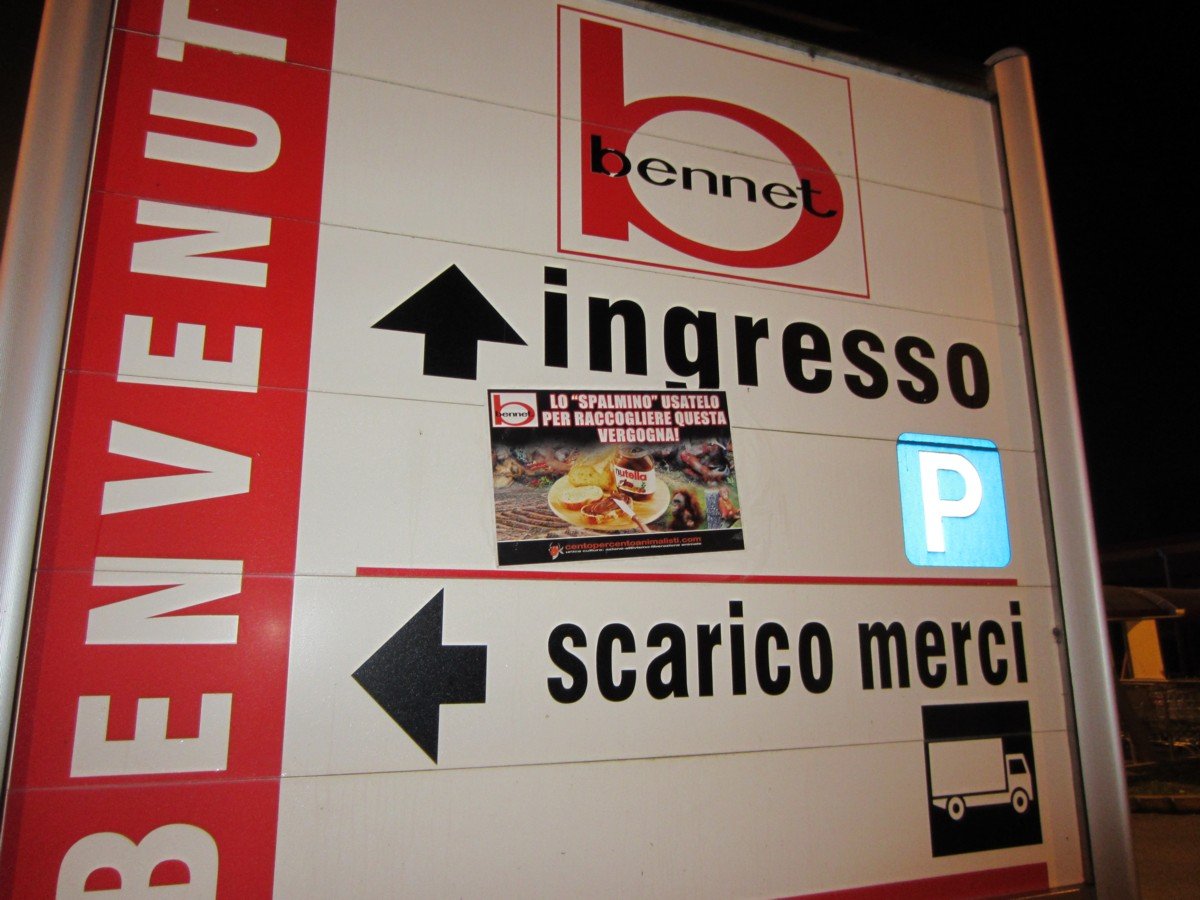 BENVENUT
bennet
ingresso
bennet
LO "SPALMINO" USATELO
PER RACCOGLIERE QUESTA
VERGOGNA!
nutella
centopercentoanimalisti.com
P
scarico merci